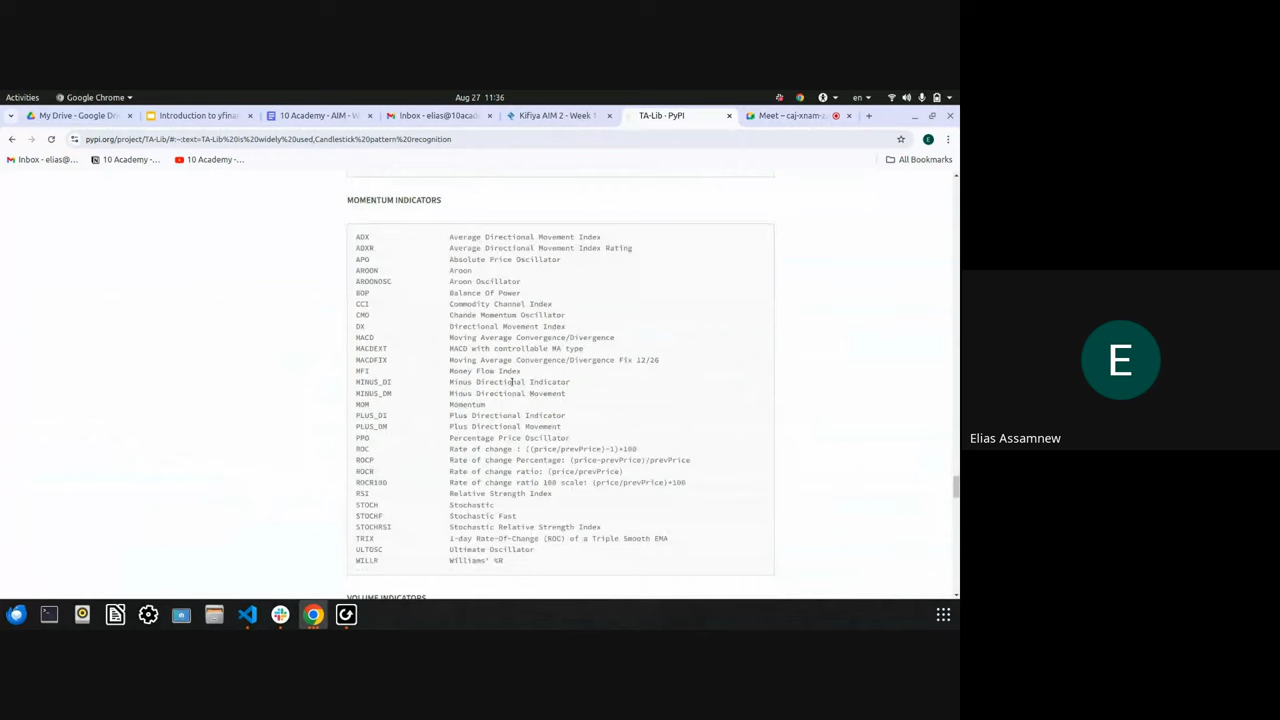 Activities
Google Chrome
Aug 27 11:36
en
My Drive - Google Dr
Introduction to yfinan
10 Academy - AIM - W
Inbox - elias@10acad
Kifiya AIM 2 - Week 1
TA-Lib · PyPI
Meet – caj-xnam-z
pypi.org/project/TA-Lib/#:~:text=TA-Lib%20is%20widely%20used,Candlestick%20pattern%20recognition
E
Inbox - elias@...
10 Academy -...
10 Academy -...
All Bookmarks
MOMENTUM INDICATORS
ADX Average Directional Movement Index
ADXR Average Directional Movement Index Rating
APO Absolute Price Oscillator
AROON Aroon
AROONOSC Aroon Oscillator
BOP Balance Of Power
CCI Commodity Channel Index
CMO Chande Momentum Oscillator
DX Directional Movement Index
MACD Moving Average Convergence/Divergence
MACDEXT MACD with controllable MA type
MACDFIX Moving Average Convergence/Divergence Fix 12/26
MFI Money Flow Index
MINUS_DI Minus Directional Indicator
MINUS_DM Minus Directional Movement
MOM Momentum
PLUS_DI Plus Directional Indicator
PLUS_DM Plus Directional Movement
PPO Percentage Price Oscillator
ROC Rate of change : ((price/prevPrice)-1)*100
ROCP Rate of change Percentage: (price-prevPrice)/prevPrice
ROCR Rate of change ratio: (price/prevPrice)
ROCR100 Rate of change ratio 100 scale: (price/prevPrice)*100
RSI Relative Strength Index
STOCH Stochastic
STOCHF Stochastic Fast
STOCHRSI Stochastic Relative Strength Index
TRIX 1-day Rate-Of-Change (ROC) of a Triple Smooth EMA
ULTOSC Ultimate Oscillator
WILLR Williams' %R
VOLUME INDICATORS
E
Elias Assamnew